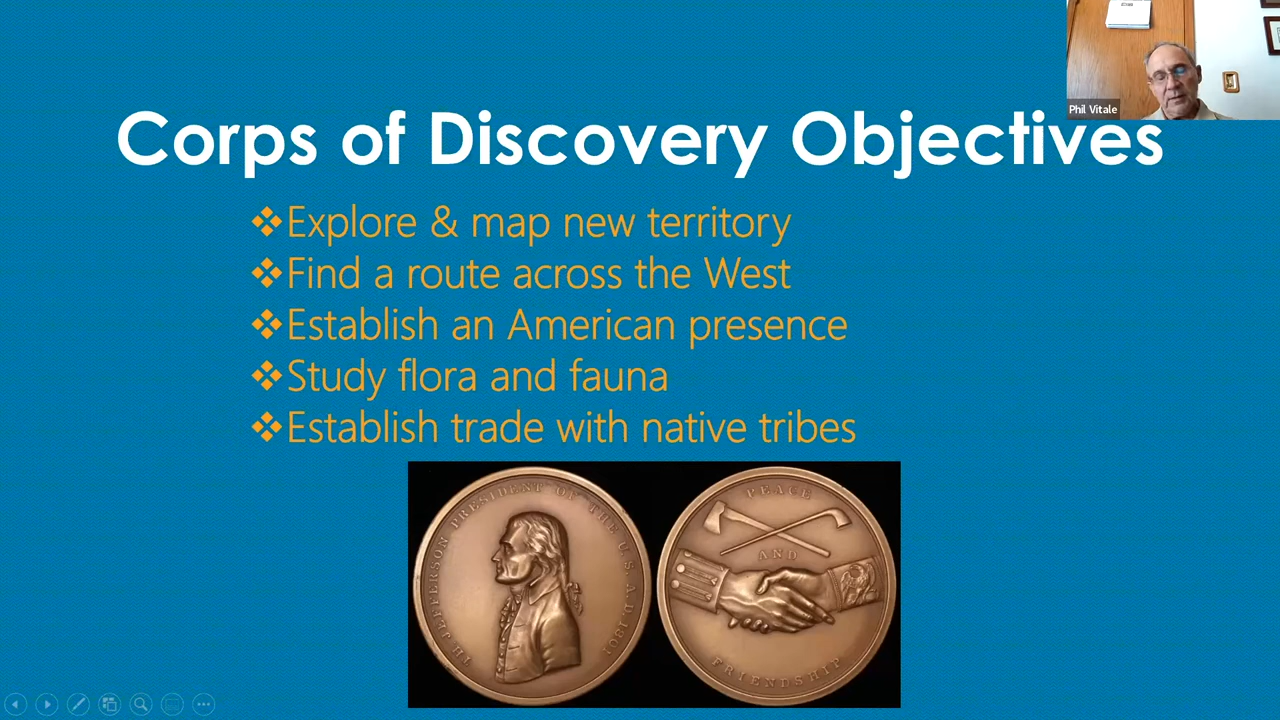 Phil Vitale
Corps of Discovery Objectives
❖Explore & map new territory
❖Find a route across the West
❖Establish an American presence
❖Study flora and fauna
❖Establish trade with native tribes
TH JEFFERSON PRESIDENT OF THE U.S. A.D. 1801
PEACE
AND
FRIENDSHIP